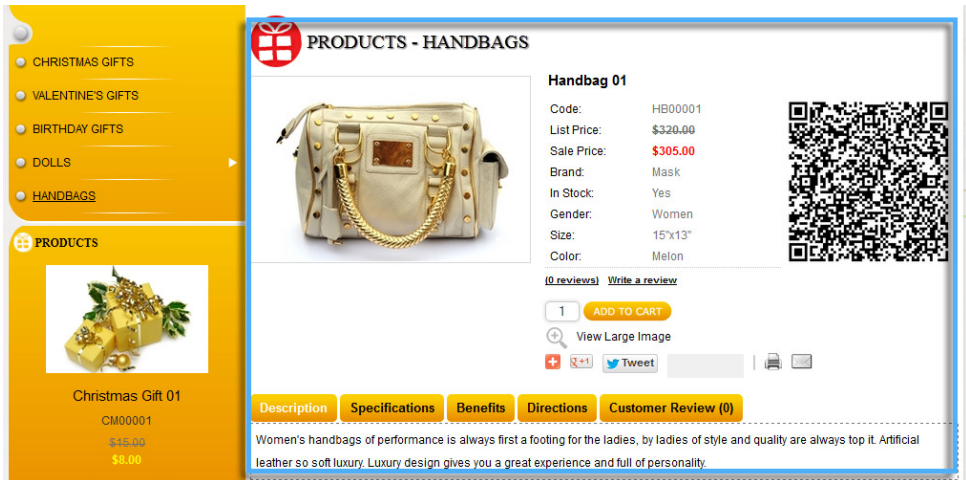 CHRISTMAS GIFTS
VALENTINE'S GIFTS
BIRTHDAY GIFTS
DOLLS
HANDBAGS
PRODUCTS
Christmas Gift 01
CM00001
$15.00
$8.00
PRODUCTS - HANDBAGS
Handbag 01
Code: HB00001
List Price: $320.00
Sale Price: $305.00
Brand: Mask
In Stock: Yes
Gender: Women
Size: 15"x13"
Color: Melon
(0 reviews) Write a review
1 ADD TO CART
View Large Image
+1 Tweet
Description Specifications Benefits Directions Customer Review (0)
Women's handbags of performance is always first a footing for the ladies, by ladies of style and quality are always top it. Artificial
leather so soft luxury. Luxury design gives you a great experience and full of personality.